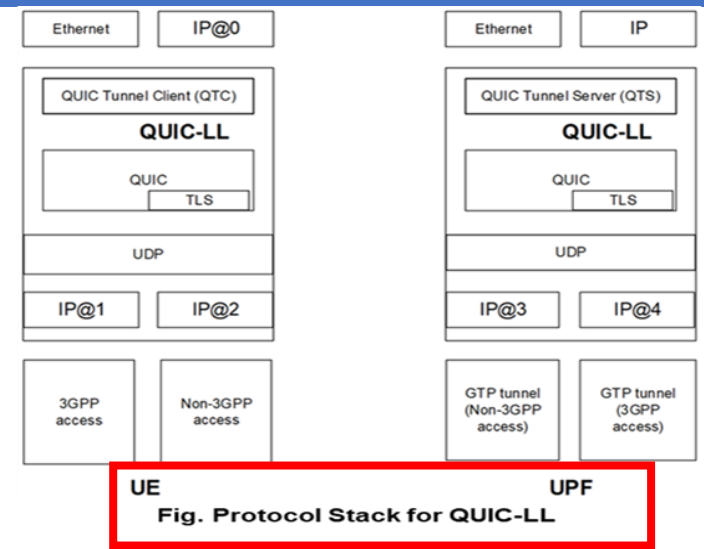 Ethernet IP@0 Ethernet IP
QUIC Tunnel Client (QTC) QUIC Tunnel Server (QTS)
QUIC-LL QUIC-LL
QUIC QUIC
TLS TLS
UDP UDP
IP@1 IP@2 IP@3 IP@4
3GPP
access
Non-3GPP
access
GTP tunnel
(Non-3GPP
access)
GTP tunnel
(3GPP
access)
UE UPF
Fig. Protocol Stack for QUIC-LL